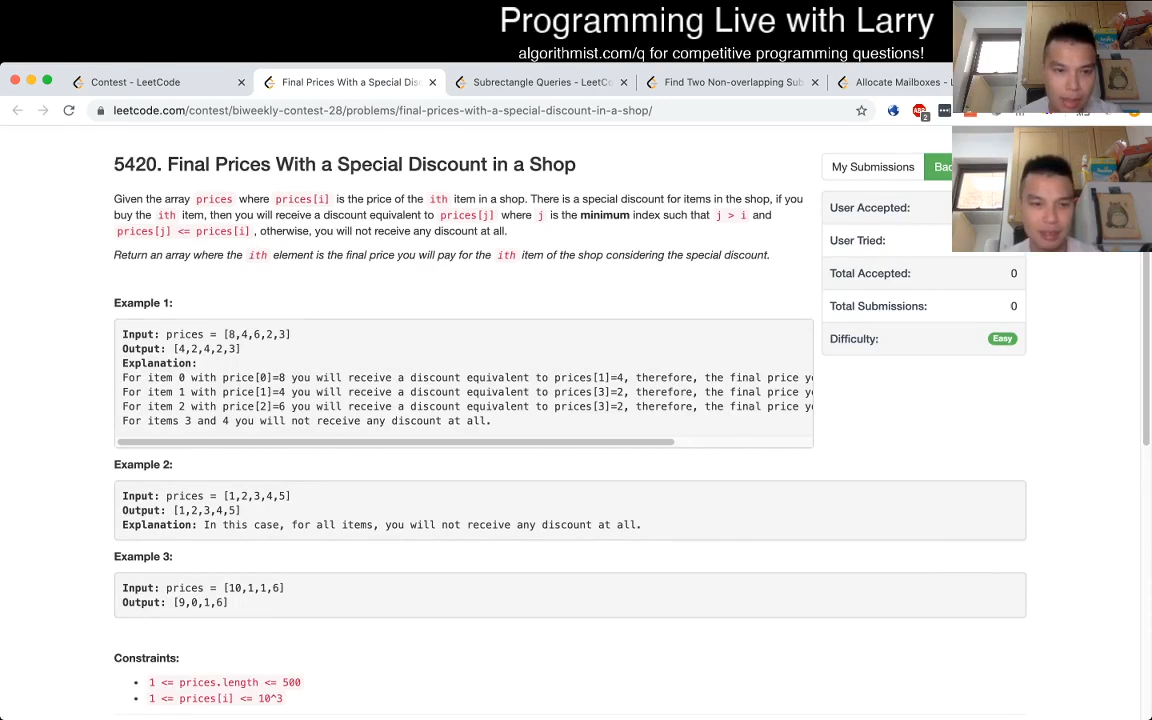 Programming Live with Larry
algorithmist.com/q for competitive programming questions!
Contest - LeetCode
Final Prices With a Special Dis
Subrectangle Queries - LeetCo
Find Two Non-overlapping Sub
Allocate Mailboxes - L
leetcode.com/contest/biweekly-contest-28/problems/final-prices-with-a-special-discount-in-a-shop/
5420. Final Prices With a Special Discount in a Shop
My Submissions
Bac
Given the array prices where prices[i] is the price of the ith item in a shop. There is a special discount for items in the shop, if you
buy the ith item, then you will receive a discount equivalent to prices[j] where j is the minimum index such that j > i and
prices[j] <= prices[i], otherwise, you will not receive any discount at all.
Return an array where the ith element is the final price you will pay for the ith item of the shop considering the special discount.
User Accepted:
User Tried:
Total Accepted: 0
Total Submissions: 0
Difficulty: Easy
Example 1:
Input: prices = [8,4,6,2,3]
Output: [4,2,4,2,3]
Explanation:
For item 0 with price[0]=8 you will receive a discount equivalent to prices[1]=4, therefore, the final price yo
For item 1 with price[1]=4 you will receive a discount equivalent to prices[3]=2, therefore, the final price yo
For item 2 with price[2]=6 you will receive a discount equivalent to prices[3]=2, therefore, the final price yo
For items 3 and 4 you will not receive any discount at all.
Example 2:
Input: prices = [1,2,3,4,5]
Output: [1,2,3,4,5]
Explanation: In this case, for all items, you will not receive any discount at all.
Example 3:
Input: prices = [10,1,1,6]
Output: [9,0,1,6]
Constraints:
1 <= prices.length <= 500
1 <= prices[i] <= 10^3